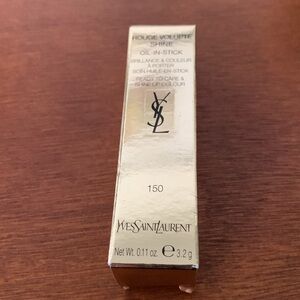 ROUGE VOLUPTÉ
SHINE
OIL-IN-STICK
BRILLANCE & COULEUR
À PORTER
SOIN HUILE-EN-STICK
READY TO CARE &
SHINE UP COLOUR
YSL
150
YVESSAINTLAURENT
Net Wt. 0.11 oz. ℮ 3.2 g